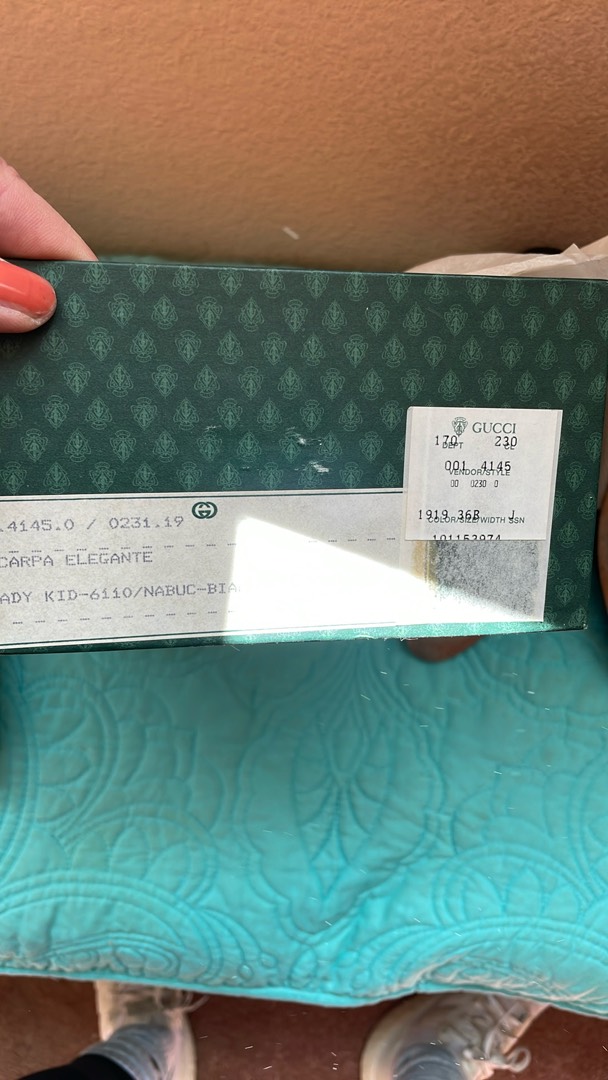 GUCCI
170 230
DEPT CL
001 4145
VENDOR/STYLE
00 0230 0
1919 36B J
COLOR/SIZE/WIDTH SSN
101153974
.4145.0 / 0231.19
CARPA ELEGANTE
ADY KID-6110/NABUC-BIA